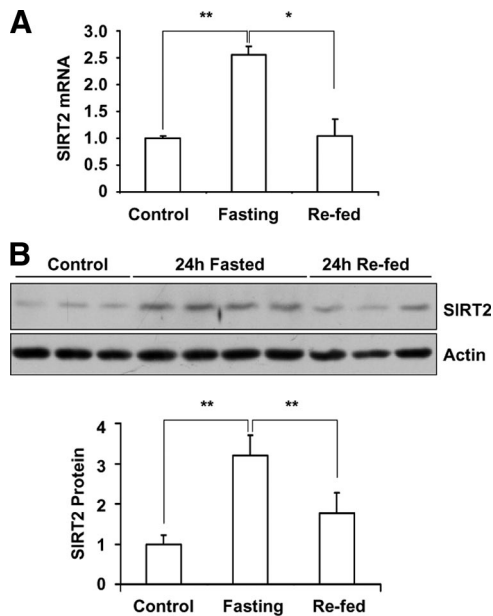 A
** *
SIRT2 mRNA
3.0
2.5
2.0
1.5
1.0
0.5
0.0
Control Fasting Re-fed
B
Control 24h Fasted 24h Re-fed
SIRT2
Actin
** **
SIRT2 Protein
4
3
2
1
0
Control Fasting Re-fed